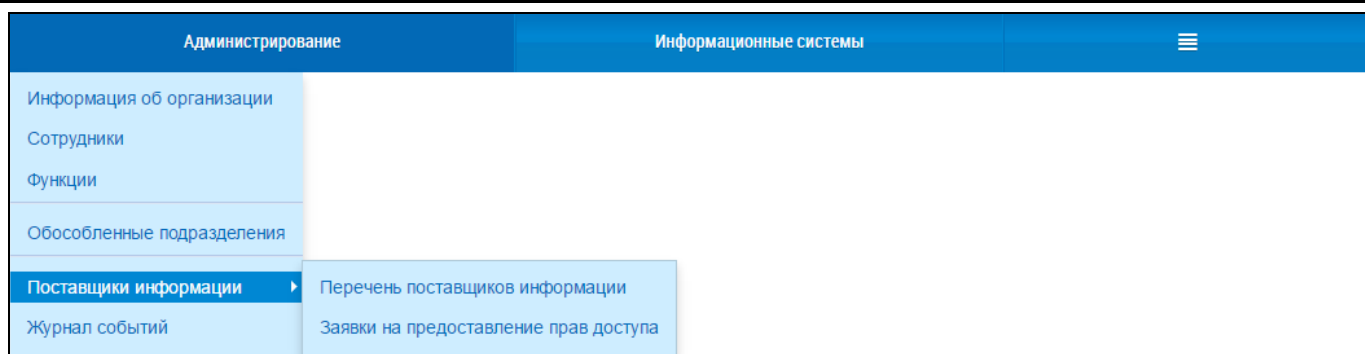 Администрирование
Информационные системы
Информация об организации
Сотрудники
Функции
Обособленные подразделения
Поставщики информации
Перечень поставщиков информации
Журнал событий
Заявки на предоставление прав доступа